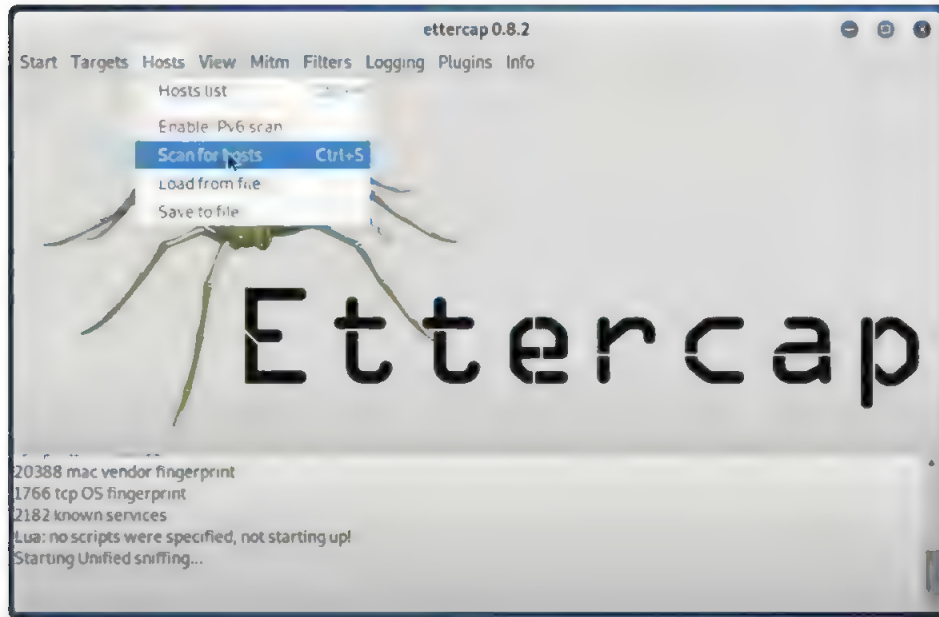 ettercap 0.8.2
Start Targets Hosts View Mitm Filters Logging Plugins Info
Hosts list
Enable IPv6 scan
Scan for hosts Ctrl+S
Load from file
Save to file
Ettercap
20388 mac vendor fingerprint
1766 tcp OS fingerprint
2182 known services
Lua: no scripts were specified, not starting up!
Starting Unified sniffing...